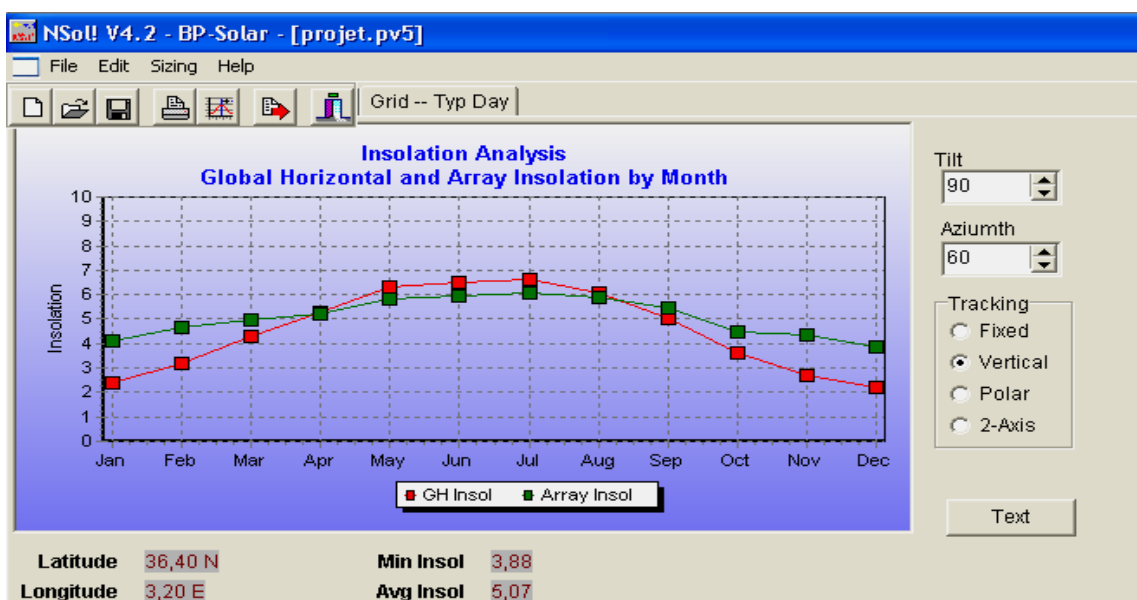 NSol! V4.2 - BP-Solar - [projet.pv5]
File Edit Sizing Help
Grid -- Typ Day
Insolation Analysis
Global Horizontal and Array Insolation by Month
10
9
8
7
6
5
4
3
2
1
0
Insolation
Jan Feb Mar Apr May Jun Jul Aug Sep Oct Nov Dec
GH Insol Array Insol
Tilt
90
Aziumth
60
Tracking
Fixed
Vertical
Polar
2-Axis
Text
Latitude 36,40 N Min Insol 3,88
Longitude 3,20 E Avg Insol 5,07